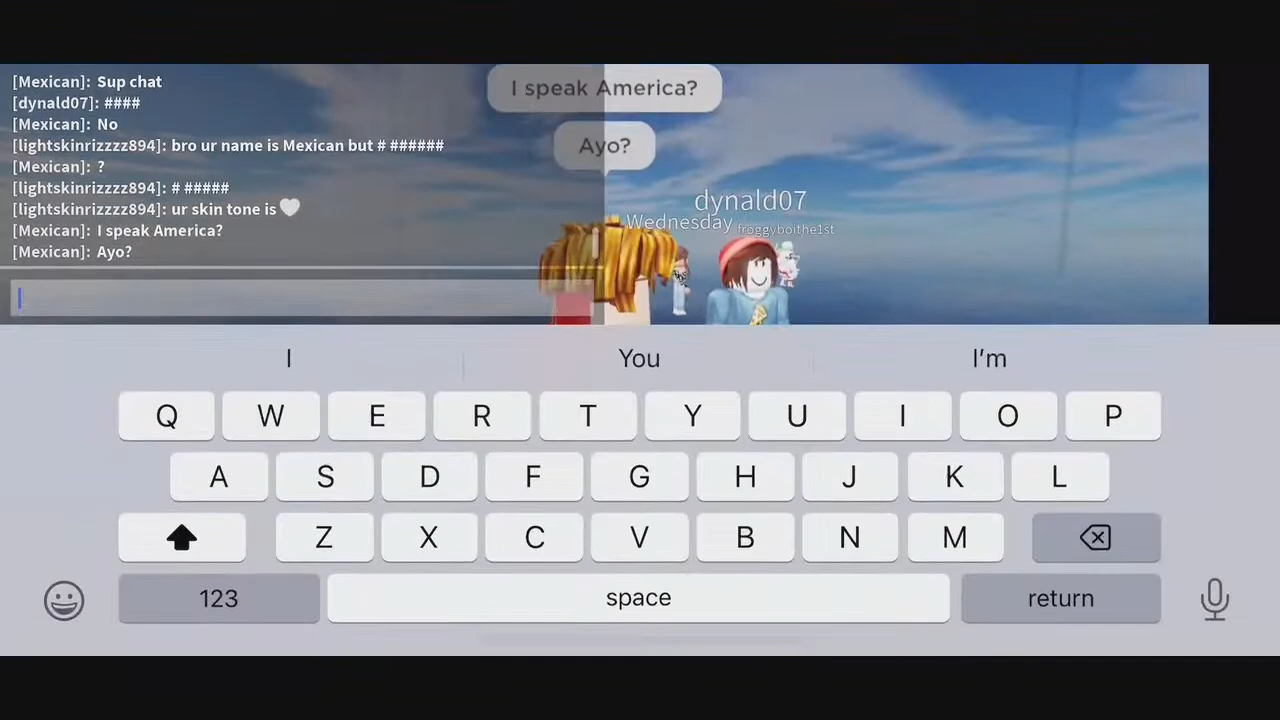 [Mexican]: Sup chat
[dynald07]: ####
[Mexican]: No
[lightskinrizzzz894]: bro ur name is Mexican but # ######
[Mexican]: ?
[lightskinrizzzz894]: # #####
[lightskinrizzzz894]: ur skin tone is 🤍
[Mexican]: I speak America?
[Mexican]: Ayo?
I speak America?
Ayo?
dynald07
Wednesday
froggyboithe1st
I You I'm
Q W E R T Y U I O P
A S D F G H J K L
Z X C V B N M
123 space return